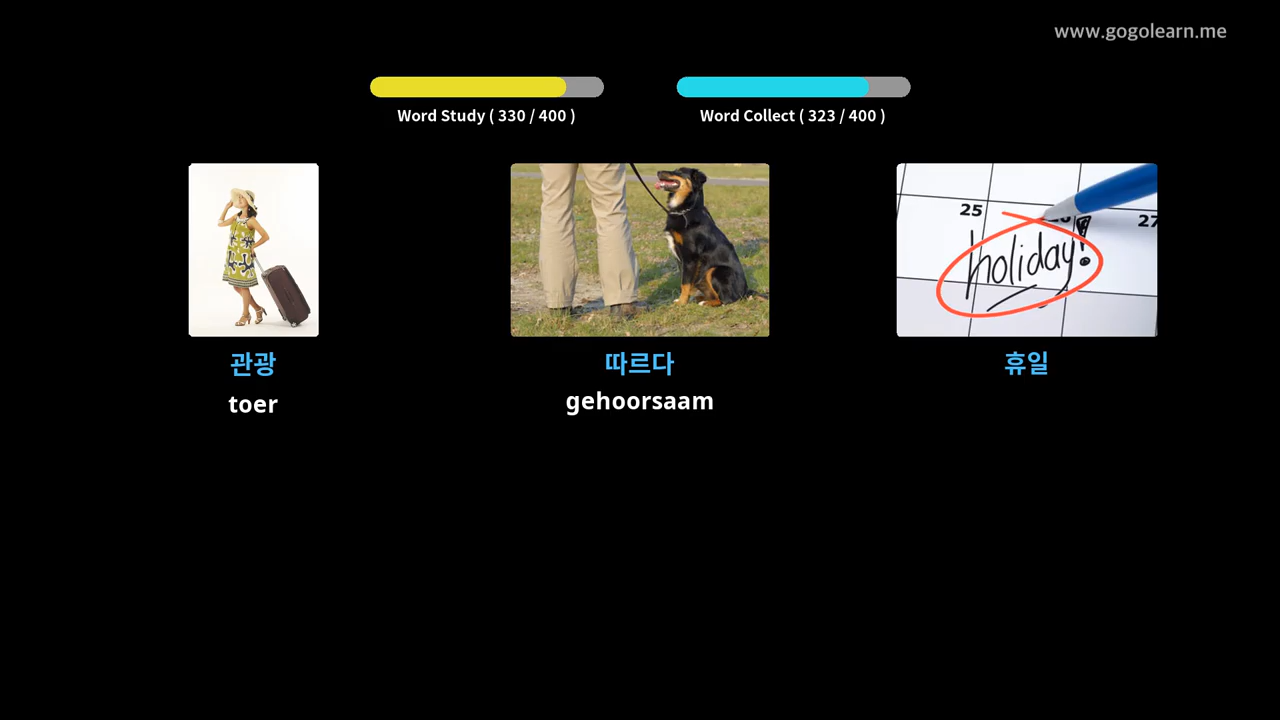 www.gogolearn.me
Word Study ( 330 / 400 )
Word Collect ( 323 / 400 )
25
27
holiday!
관광
따르다
휴일
toer
gehoorsaam